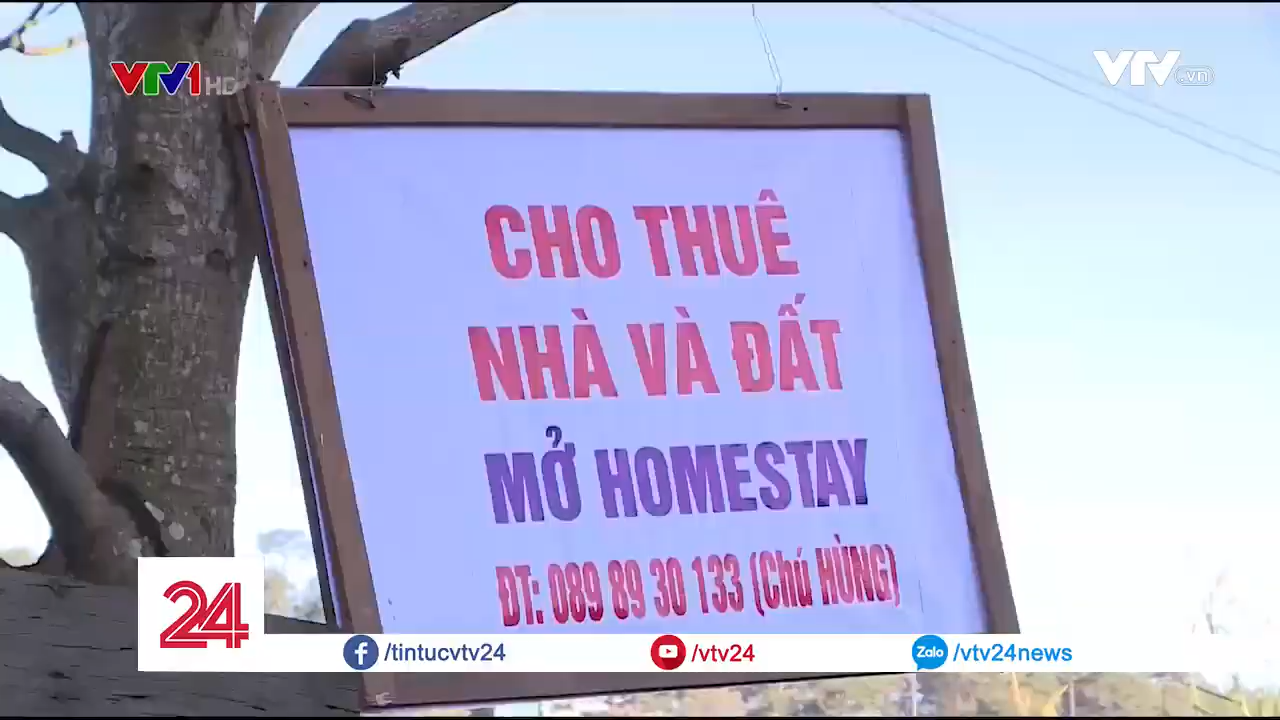 VTV1 HD
VTV.vn
CHO THUÊ
NHÀ VÀ ĐẤT
MỞ HOMESTAY
ĐT: 089 89 30 133 (Chú HÙNG)
24
/tintucvtv24
/vtv24
Zalo /vtv24news